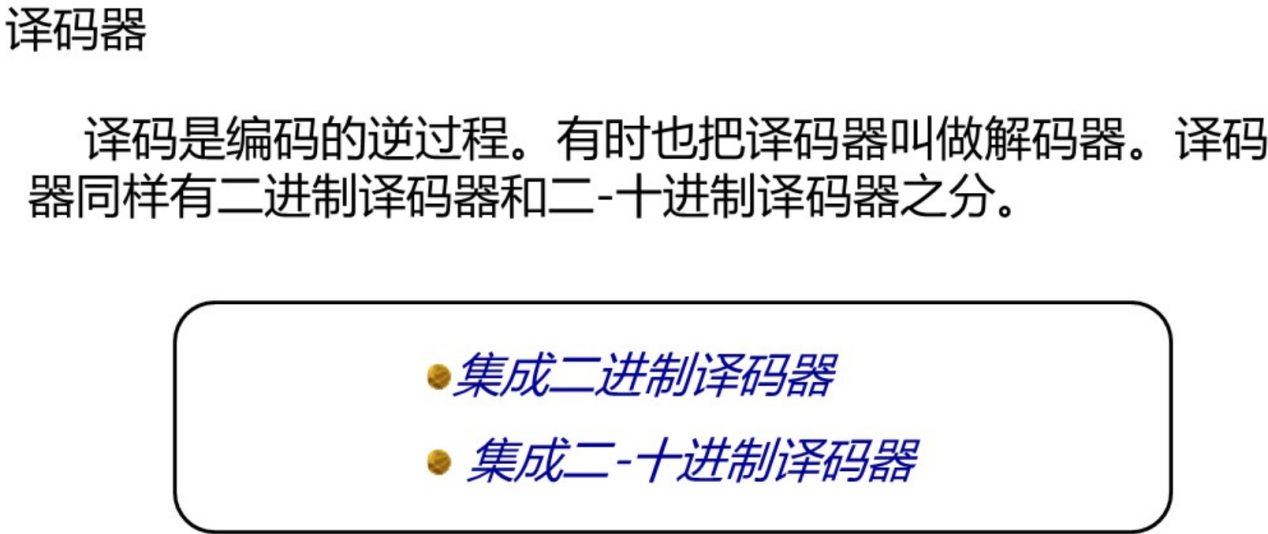 译码器
译码是编码的逆过程。有时也把译码器叫做解码器。译码
器同样有二进制译码器和二-十进制译码器之分。
集成二进制译码器
集成二-十进制译码器